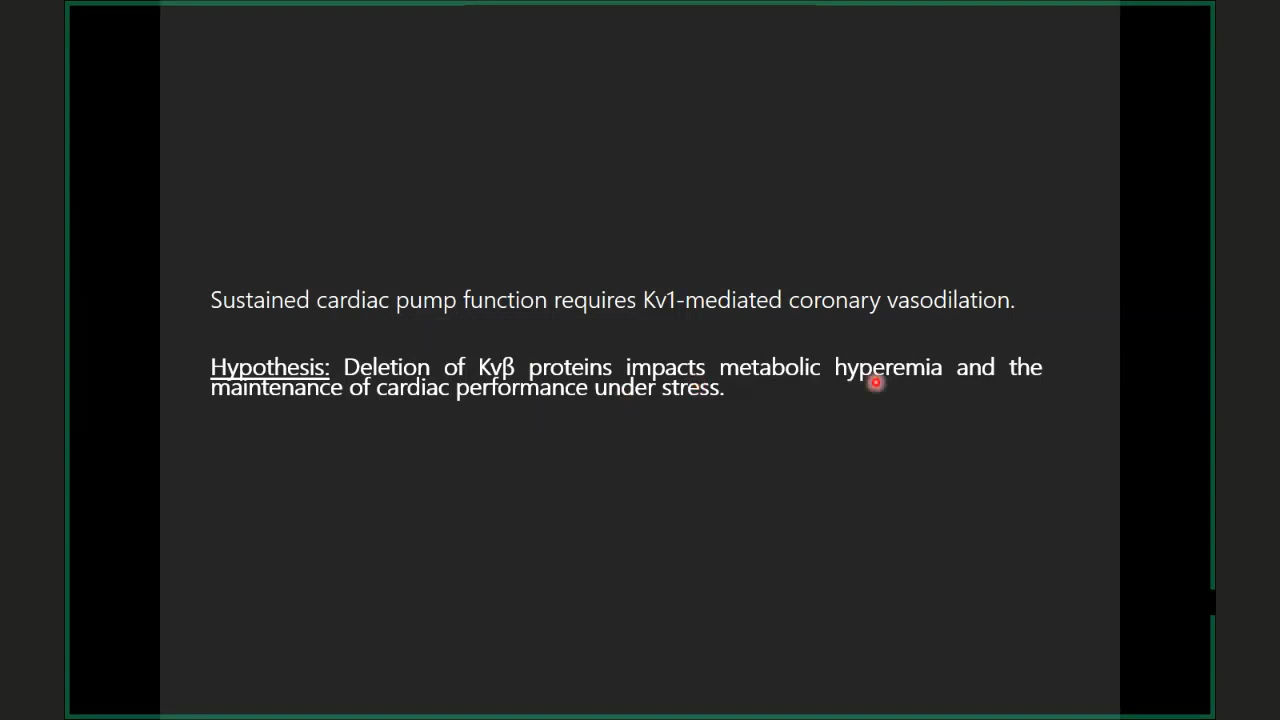 Sustained cardiac pump function requires Kv1-mediated coronary vasodilation.
Hypothesis: Deletion of Kvβ proteins impacts metabolic hyperemia and the
maintenance of cardiac performance under stress.